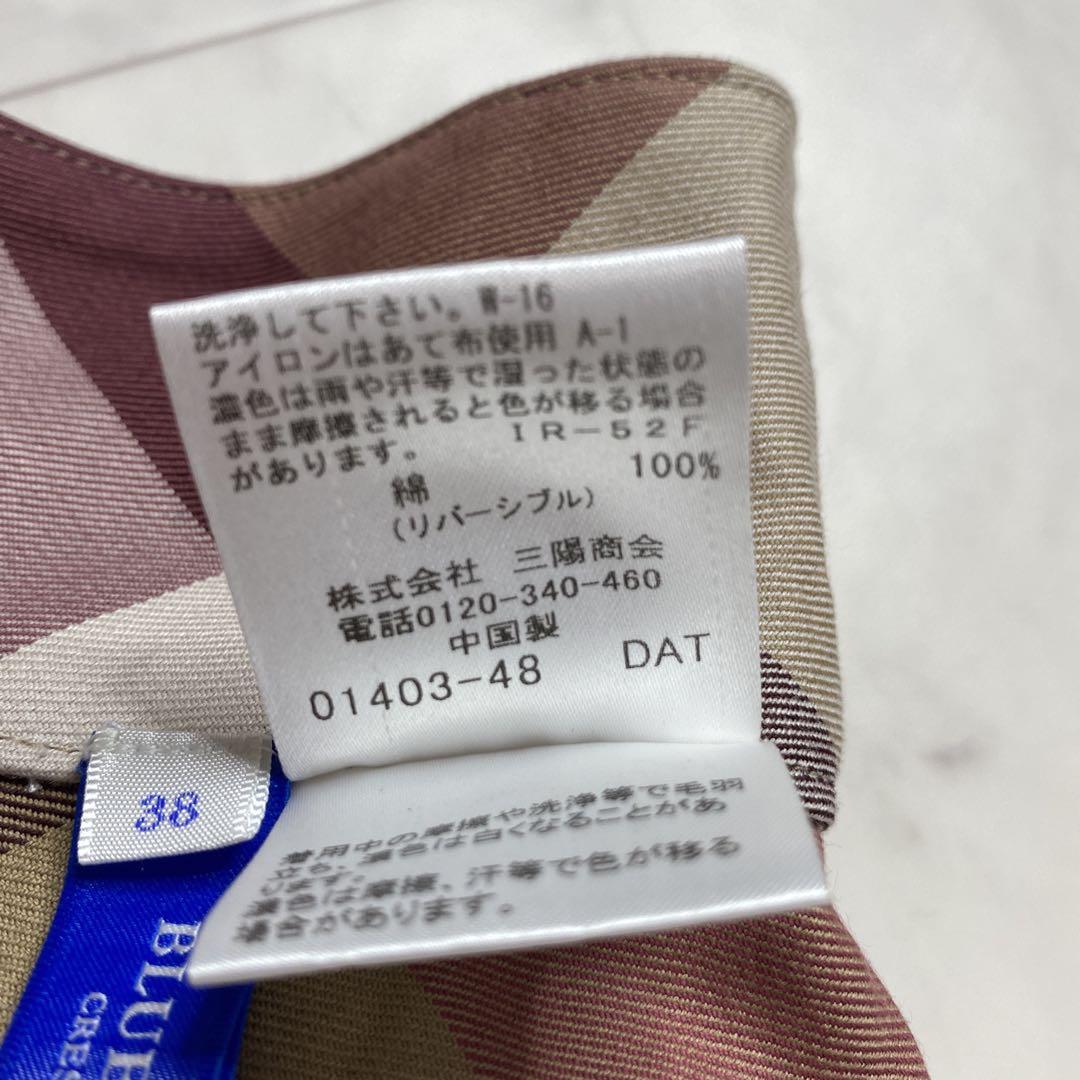 洗浄して下さい。W-16
アイロンはあて布使用 A-1
濃色は雨や汗等で湿った状態の
まま摩擦されると色が移る場合
があります。 IR-52F
綿 100%
(リバーシブル)
株式会社 三陽商会
電話0120-340-460
中国製
01403-48 DAT
38
着用中の摩擦や洗浄等で毛羽
立ち、濃色は白くなることがあ
ります。
濃色は摩擦、汗等で色が移る
場合があります。
BLUE
CRES